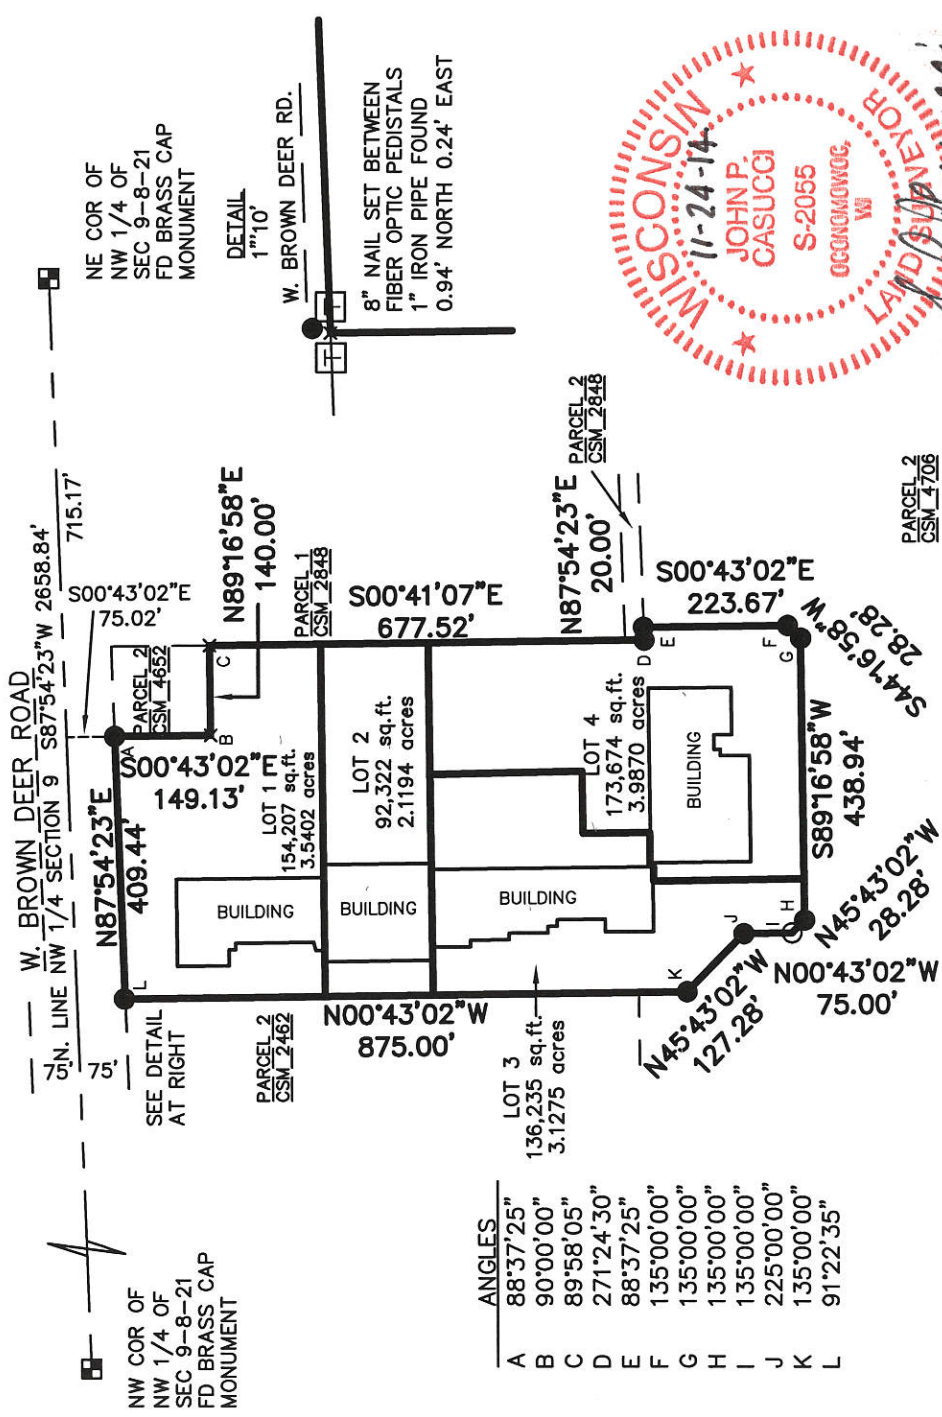 NE COR OF
NW 1/4 OF
SEC 9-8-21
FD BRASS CAP
MONUMENT
DETAIL
1"'10'
W. BROWN DEER RD.
8" NAIL SET BETWEEN
FIBER OPTIC PEDISTALS
1" IRON PIPE FOUND
0.94' NORTH 0.24' EAST
WISCONSIN
11-24-14
JOHN P.
CASUCCI
S-2055
OCONOMOWOC,
WI
LAND SURVEYOR
W. BROWN DEER ROAD
N. LINE NW 1/4 SECTION 9 S87°54'23"W 2658.84'
715.17'
75'
75'
S00°43'02"E
75.02'
N87°54'23"E
409.44'
PARCEL 2
CSM 4652
S00°43'02"E
149.13'
N89°16'58"E
140.00'
PARCEL 1
CSM 2848
S00°41'07"E
677.52'
N87°54'23"E
20.00'
PARCEL 2
CSM 2848
S00°43'02"E
223.67'
S44°16'58"W
28.28'
PARCEL 2
CSM 4706
S89°16'58"W
438.94'
N45°43'02"W
28.28'
N00°43'02"W
75.00'
N45°43'02"W
127.28'
N00°43'02"W
875.00'
LOT 1
154,207 sq.ft.
3.5402 acres
LOT 2
92,322 sq.ft.
2.1194 acres
LOT 4
173,674 sq.ft.
3.9870 acres
LOT 3
136,235 sq.ft.
3.1275 acres
BUILDING
BUILDING
BUILDING
BUILDING
A
B
C
D
E
F
G
H
I
J
K
L
SEE DETAIL
AT RIGHT
PARCEL 2
CSM 2462
NW COR OF
NW 1/4 OF
SEC 9-8-21
FD BRASS CAP
MONUMENT
ANGLES
A 88°37'25"
B 90°00'00"
C 89°58'05"
D 271°24'30"
E 88°37'25"
F 135°00'00"
G 135°00'00"
H 135°00'00"
I 135°00'00"
J 225°00'00"
K 135°00'00"
L 91°22'35"